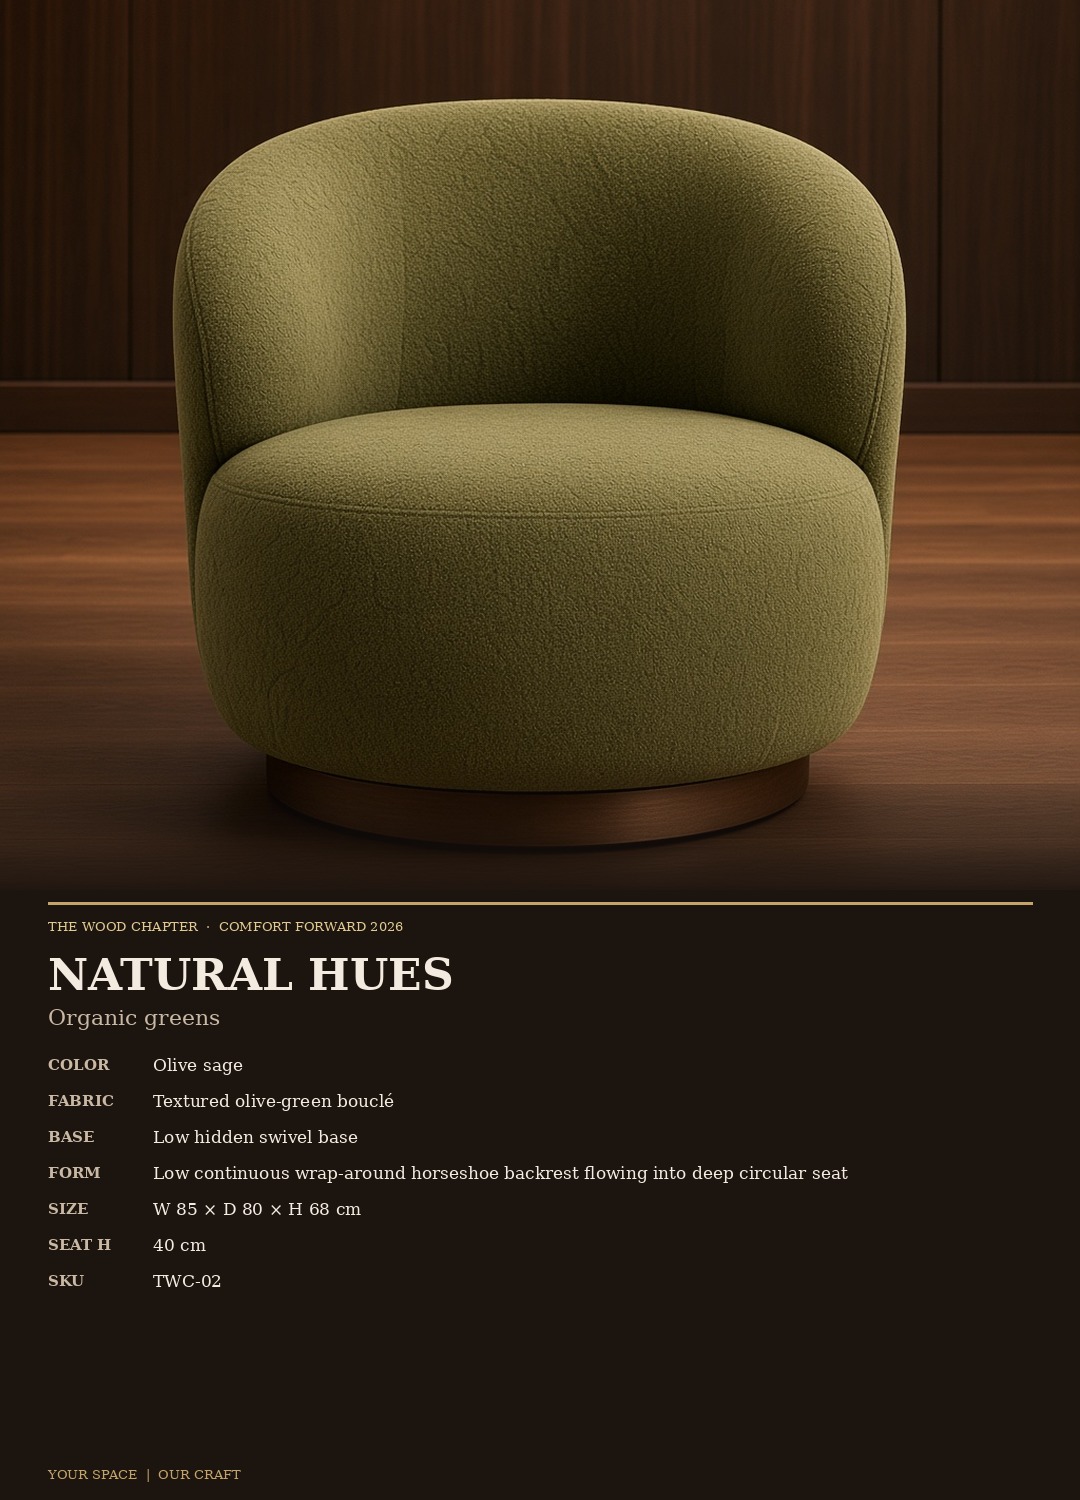 THE WOOD CHAPTER · COMFORT FORWARD 2026
NATURAL HUES
Organic greens
COLOR Olive sage
FABRIC Textured olive-green bouclé
BASE Low hidden swivel base
FORM Low continuous wrap-around horseshoe backrest flowing into deep circular seat
SIZE W 85 × D 80 × H 68 cm
SEAT H 40 cm
SKU TWC-02
YOUR SPACE | OUR CRAFT